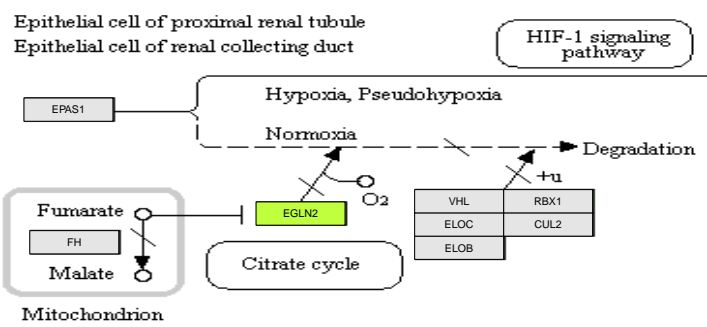 Epithelial cell of proximal renal tubule
Epithelial cell of renal collecting duct
HIF-1 signaling
pathway
Hypoxia, Pseudohypoxia
EPAS1
Normoxia
Degradation
+u
O2
VHL
RBX1
Fumarate
EGLN2
ELOC
CUL2
FH
ELOB
Citrate cycle
Malate
Mitochondrion